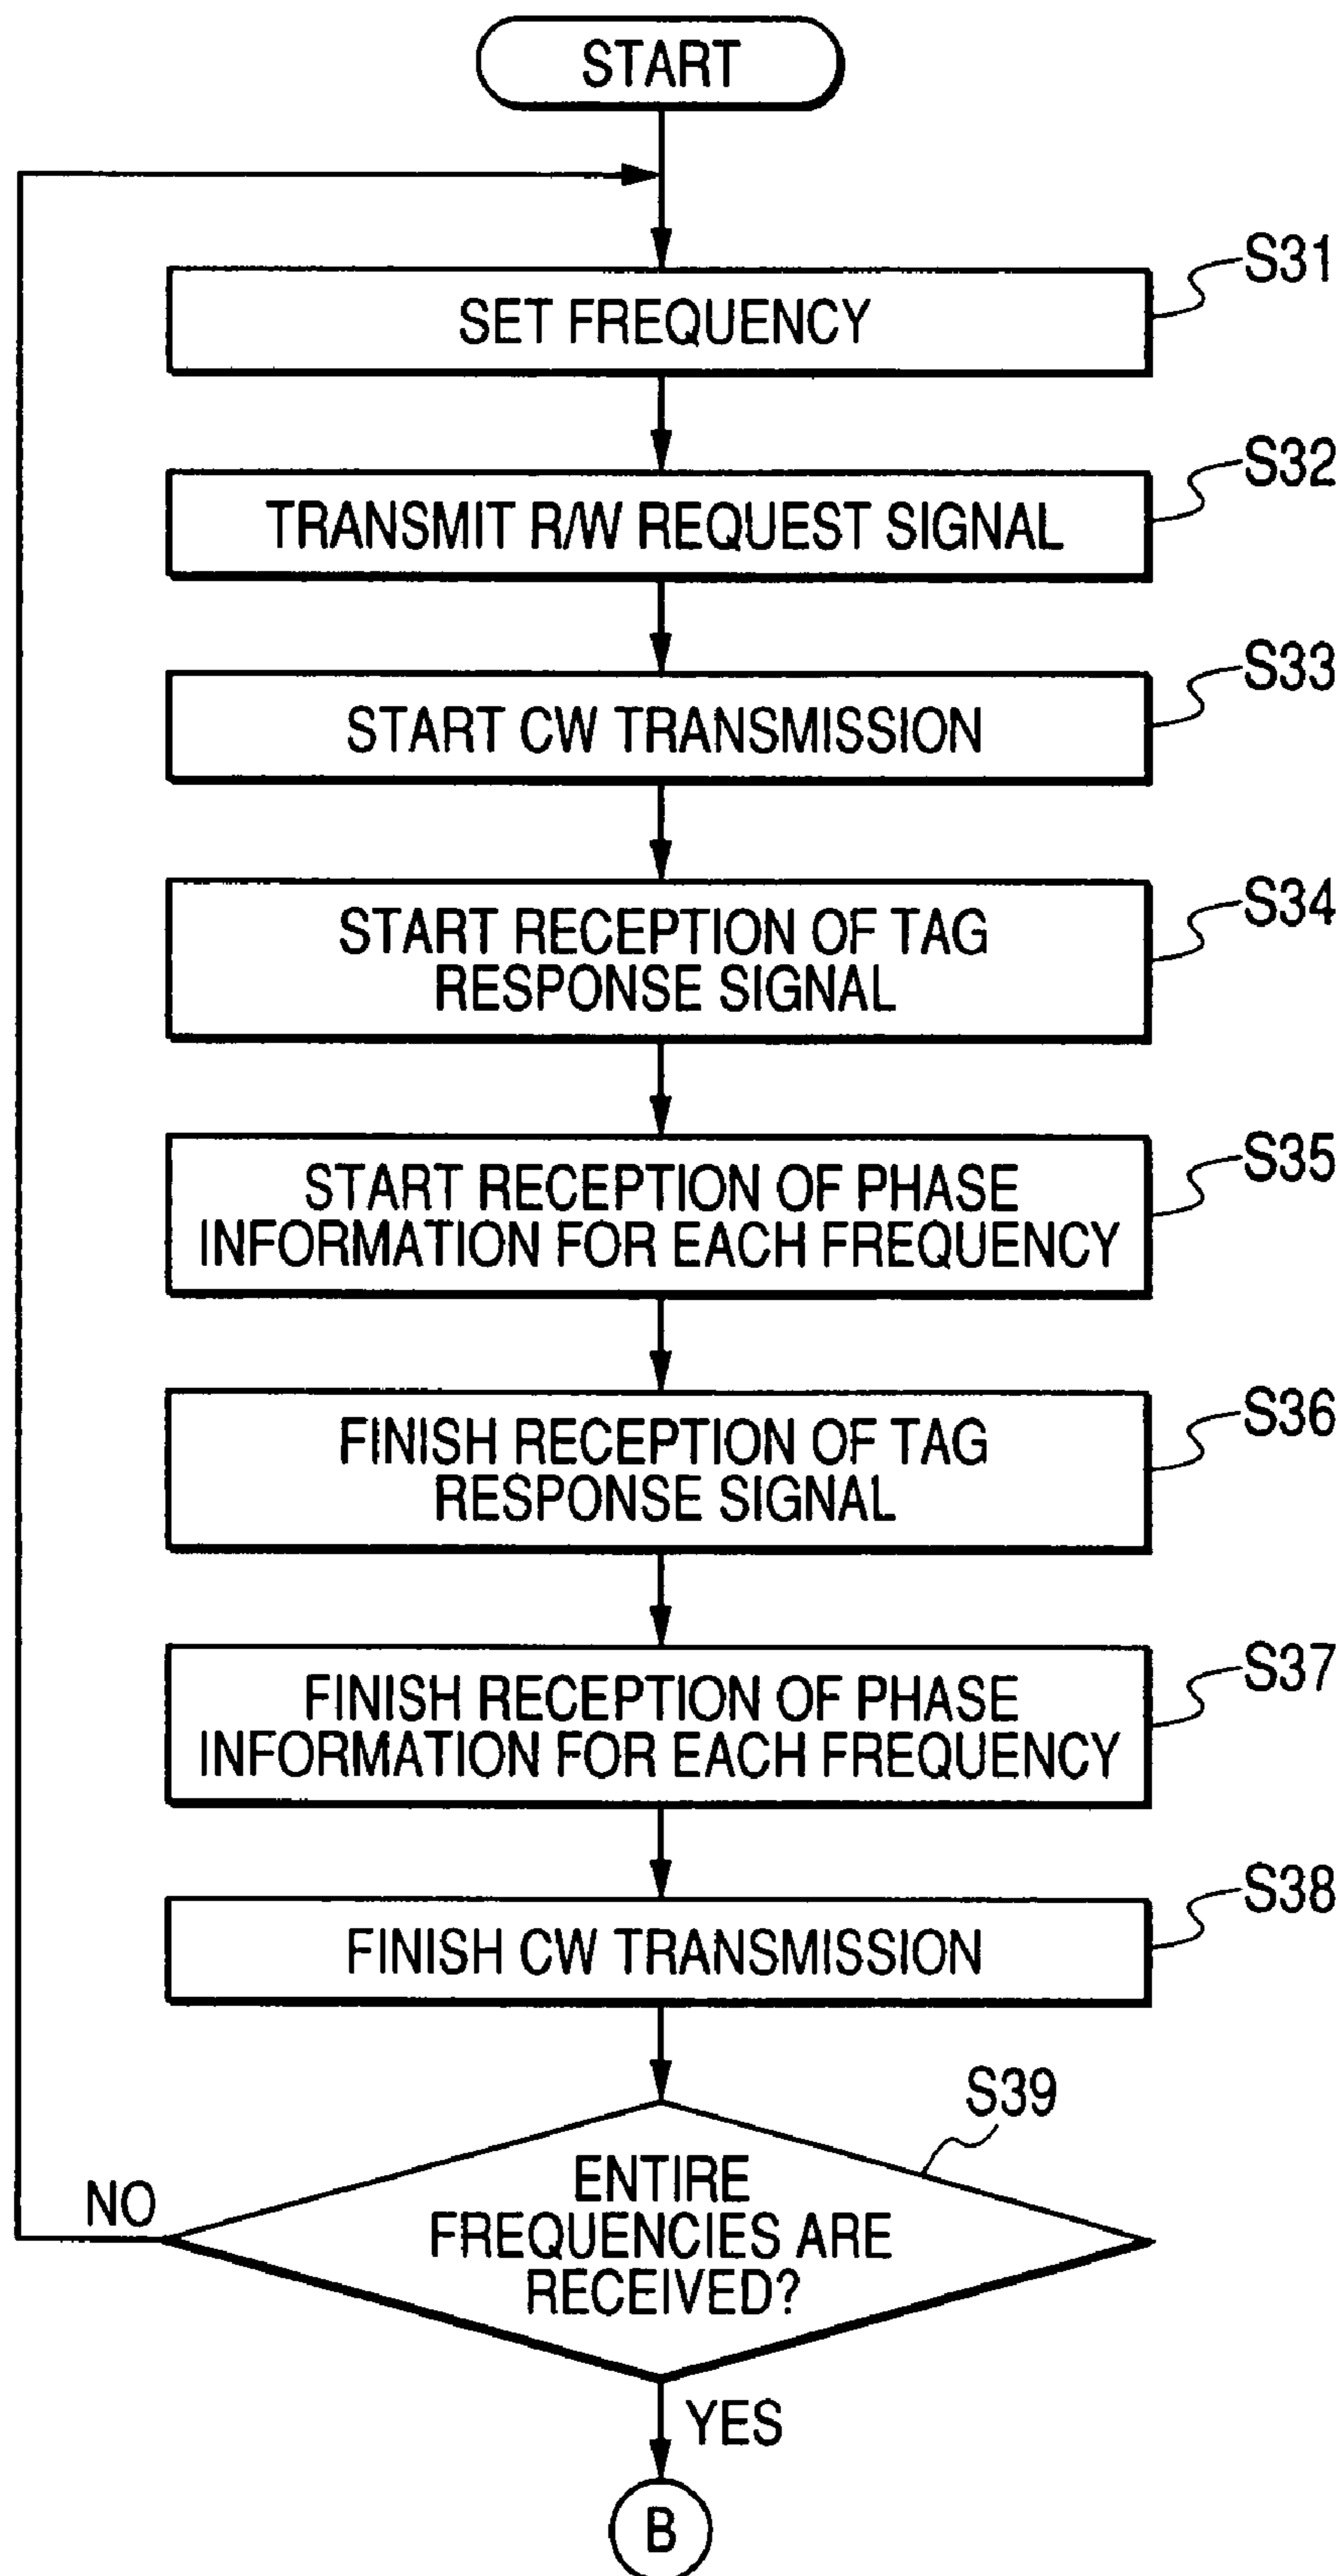 START
S31
SET FREQUENCY
S32
TRANSMIT R/W REQUEST SIGNAL
S33
START CW TRANSMISSION
S34
START RECEPTION OF TAG
RESPONSE SIGNAL
S35
START RECEPTION OF PHASE
INFORMATION FOR EACH FREQUENCY
S36
FINISH RECEPTION OF TAG
RESPONSE SIGNAL
S37
FINISH RECEPTION OF PHASE
INFORMATION FOR EACH FREQUENCY
S38
FINISH CW TRANSMISSION
S39
ENTIRE
FREQUENCIES ARE
RECEIVED?
NO
YES
B